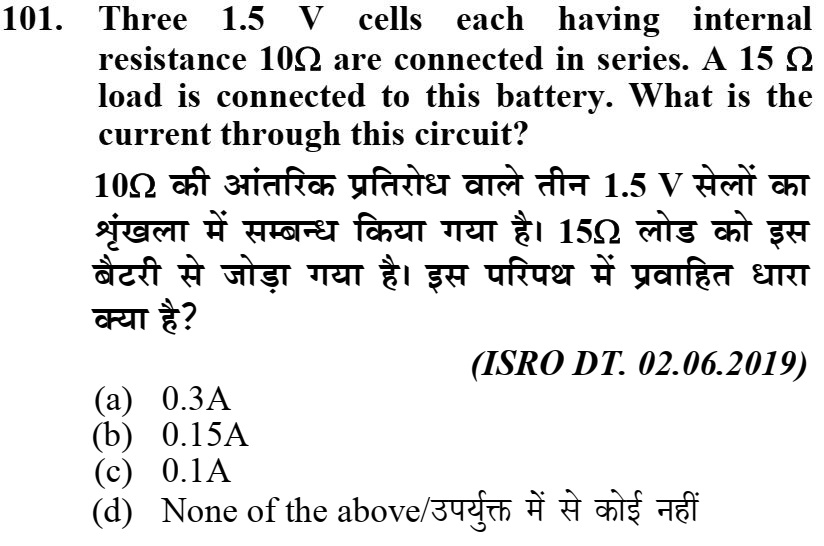 101. Three 1.5 V cells each having internal
resistance 10Ω are connected in series. A 15 Ω
load is connected to this battery. What is the
current through this circuit?
10Ω की आंतरिक प्रतिरोध वाले तीन 1.5 V सेलों का
शृंखला में सम्बन्ध किया गया है। 15Ω लोड को इस
बैटरी से जोड़ा गया है। इस परिपथ में प्रवाहित धारा
क्या है?
(ISRO DT. 02.06.2019)
(a) 0.3A
(b) 0.15A
(c) 0.1A
(d) None of the above/उपर्युक्त में से कोई नहीं